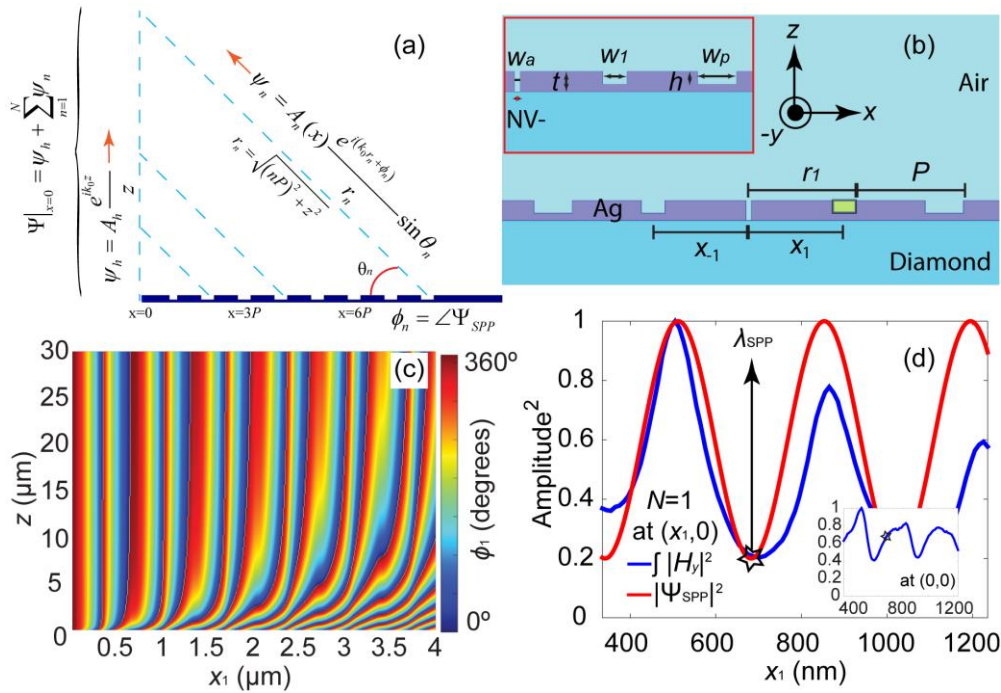 (a)
Ψ|x=0 = ψh + ∑ψn
N
n=1
ψh = Ah e^{ik0z} / z
ψn = An(x) e^{i(k0rn+ϕn)} / rn sinθn
rn = √(nP)² + z²
θn
x=0
x=3P
x=6P
ϕn = ∠ΨSPP
(b)
wa
w1
wp
t
h
NV-
z
x
-y
Air
r1
P
Ag
x-1
x1
Diamond
(c)
30
25
20
15
10
5
0
z (µm)
0.5 1 1.5 2 2.5 3 3.5 4
x1 (µm)
360º
0º
ϕ1 (degrees)
(d)
λSPP
1
0.8
0.6
0.4
0.2
0
Amplitude²
N=1
at (x1,0)
∫|Hy|²
|ΨSPP|²
1
0.8
0.6
0.4
0.2
0
at (0,0)
400 800 1200
400 600 800 1000 1200
x1 (nm)